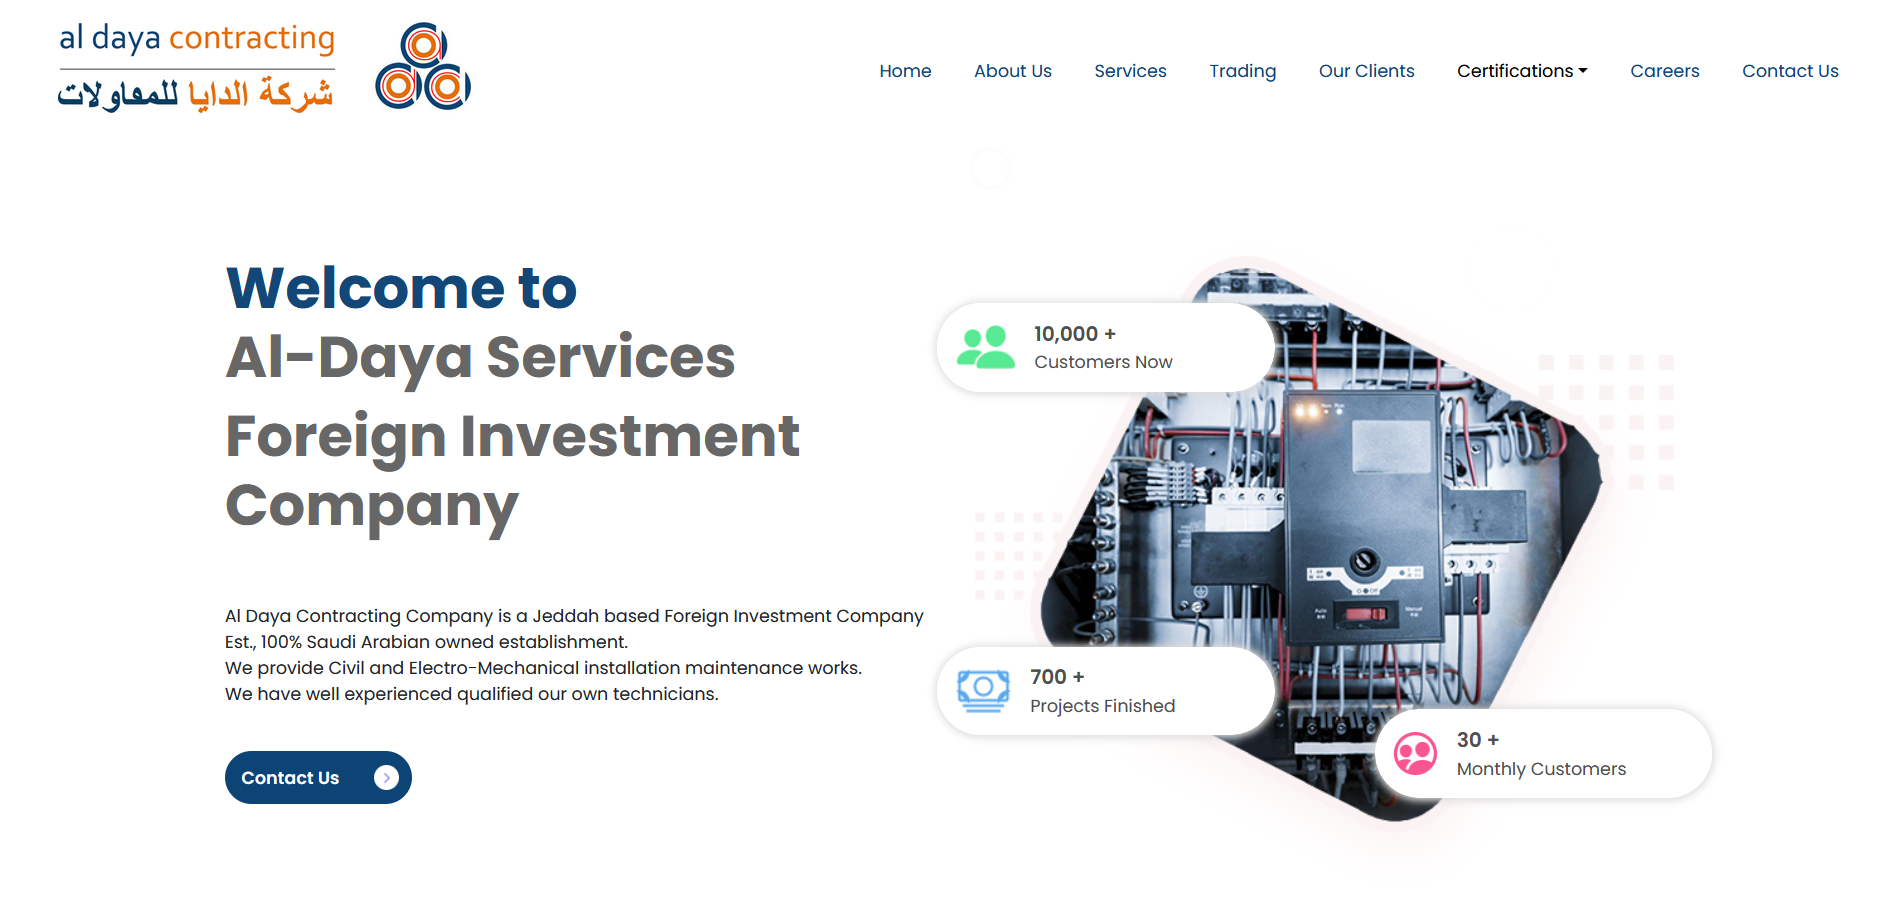 al daya contracting
شركة الدايا للمقاولات
Home About Us Services Trading Our Clients Certifications Careers Contact Us
Welcome to
Al-Daya Services
Foreign Investment
Company
Al Daya Contracting Company is a Jeddah based Foreign Investment Company
Est., 100% Saudi Arabian owned establishment.
We provide Civil and Electro-Mechanical installation maintenance works.
We have well experienced qualified our own technicians.
Contact Us
10,000 +
Customers Now
700 +
Projects Finished
30 +
Monthly Customers
Auto
Manual